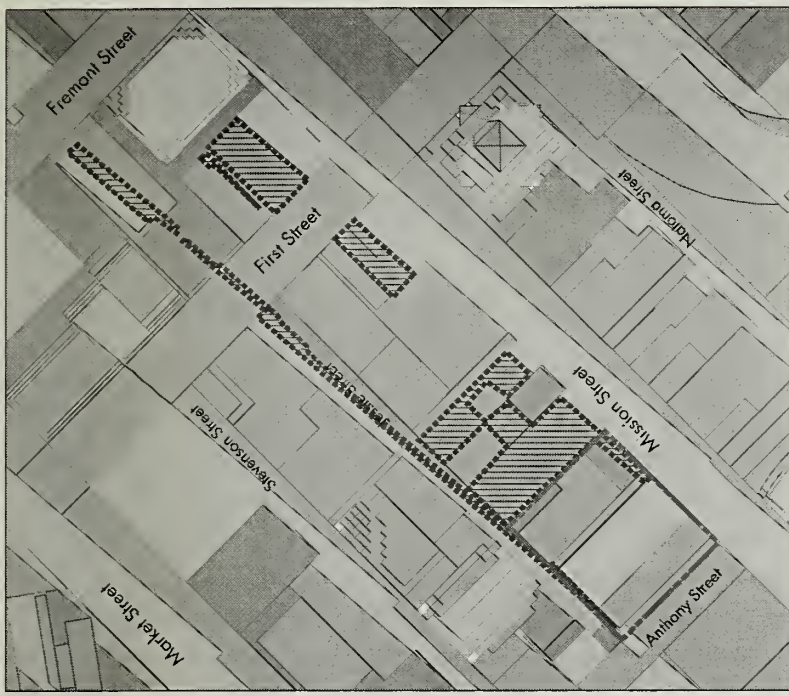 Fremont Street
First Street
Natoma Street
Stevenson Street
Mission Street
Market Street
Anthony Street